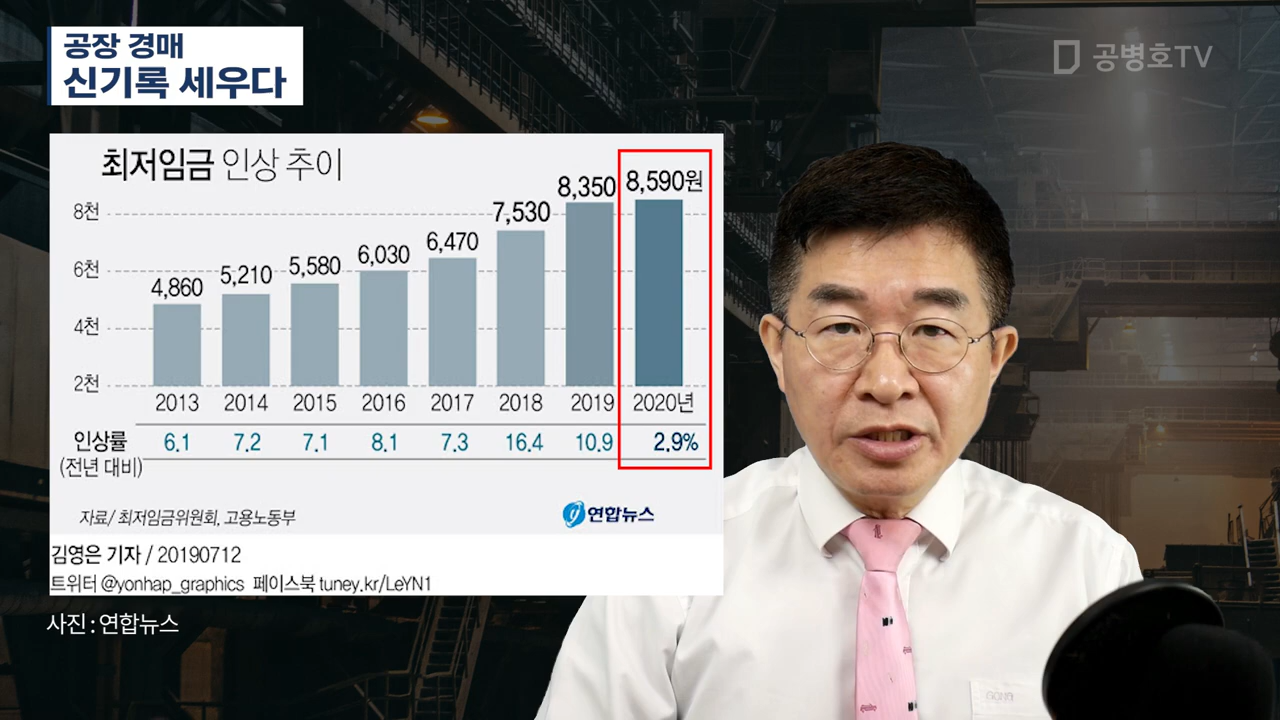 공장 경매
신기록 세우다
공병호TV
최저임금 인상 추이
8천
6천
4천
2천
4,860
5,210
5,580
6,030
6,470
7,530
8,350
8,590원
2013 2014 2015 2016 2017 2018 2019 2020년
인상률 6.1 7.2 7.1 8.1 7.3 16.4 10.9 2.9%
(전년 대비)
자료/ 최저임금위원회, 고용노동부
연합뉴스
김영은 기자 / 20190712
트위터 @yonhap_graphics 페이스북 tuney.kr/LeYN1
사진 : 연합뉴스